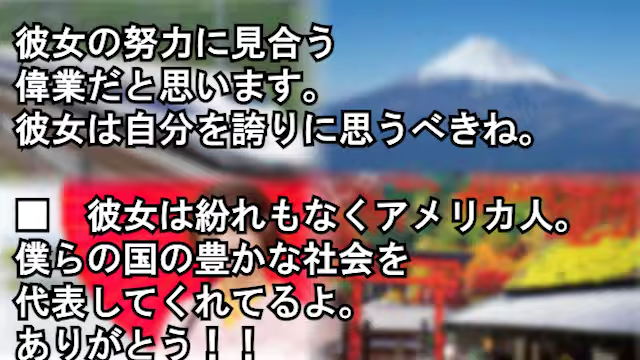 彼女の努力に見合う
偉業だと思います。
彼女は自分を誇りに思うべきね。
■　彼女は紛れもなくアメリカ人。
僕らの国の豊かな社会を
代表してくれてるよ。
ありがとう！！